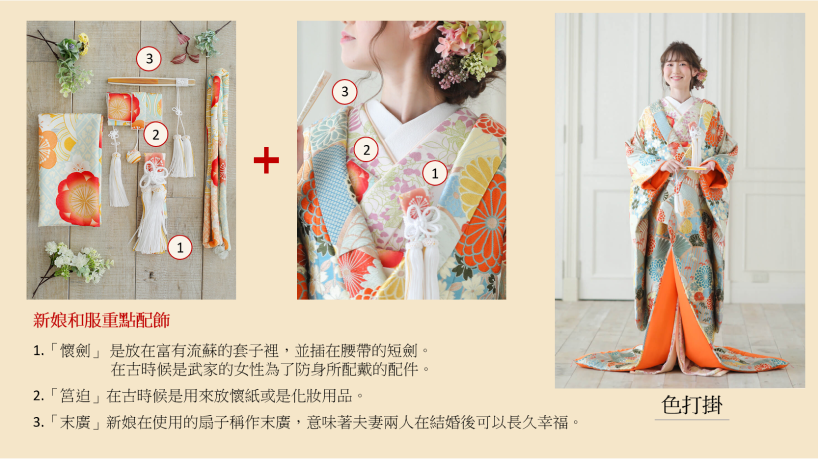 3
2
1
+
3
2
1
新娘和服重點配飾
1.「懷劍」 是放在富有流蘇的套子裡，並插在腰帶的短劍。
在古時候是武家的女性為了防身所配戴的配件。
2.「筥迫」在古時候是用來放懷紙或是化妝用品。
3.「末廣」新娘在使用的扇子稱作末廣，意味著夫妻兩人在結婚後可以長久幸福。
色打掛